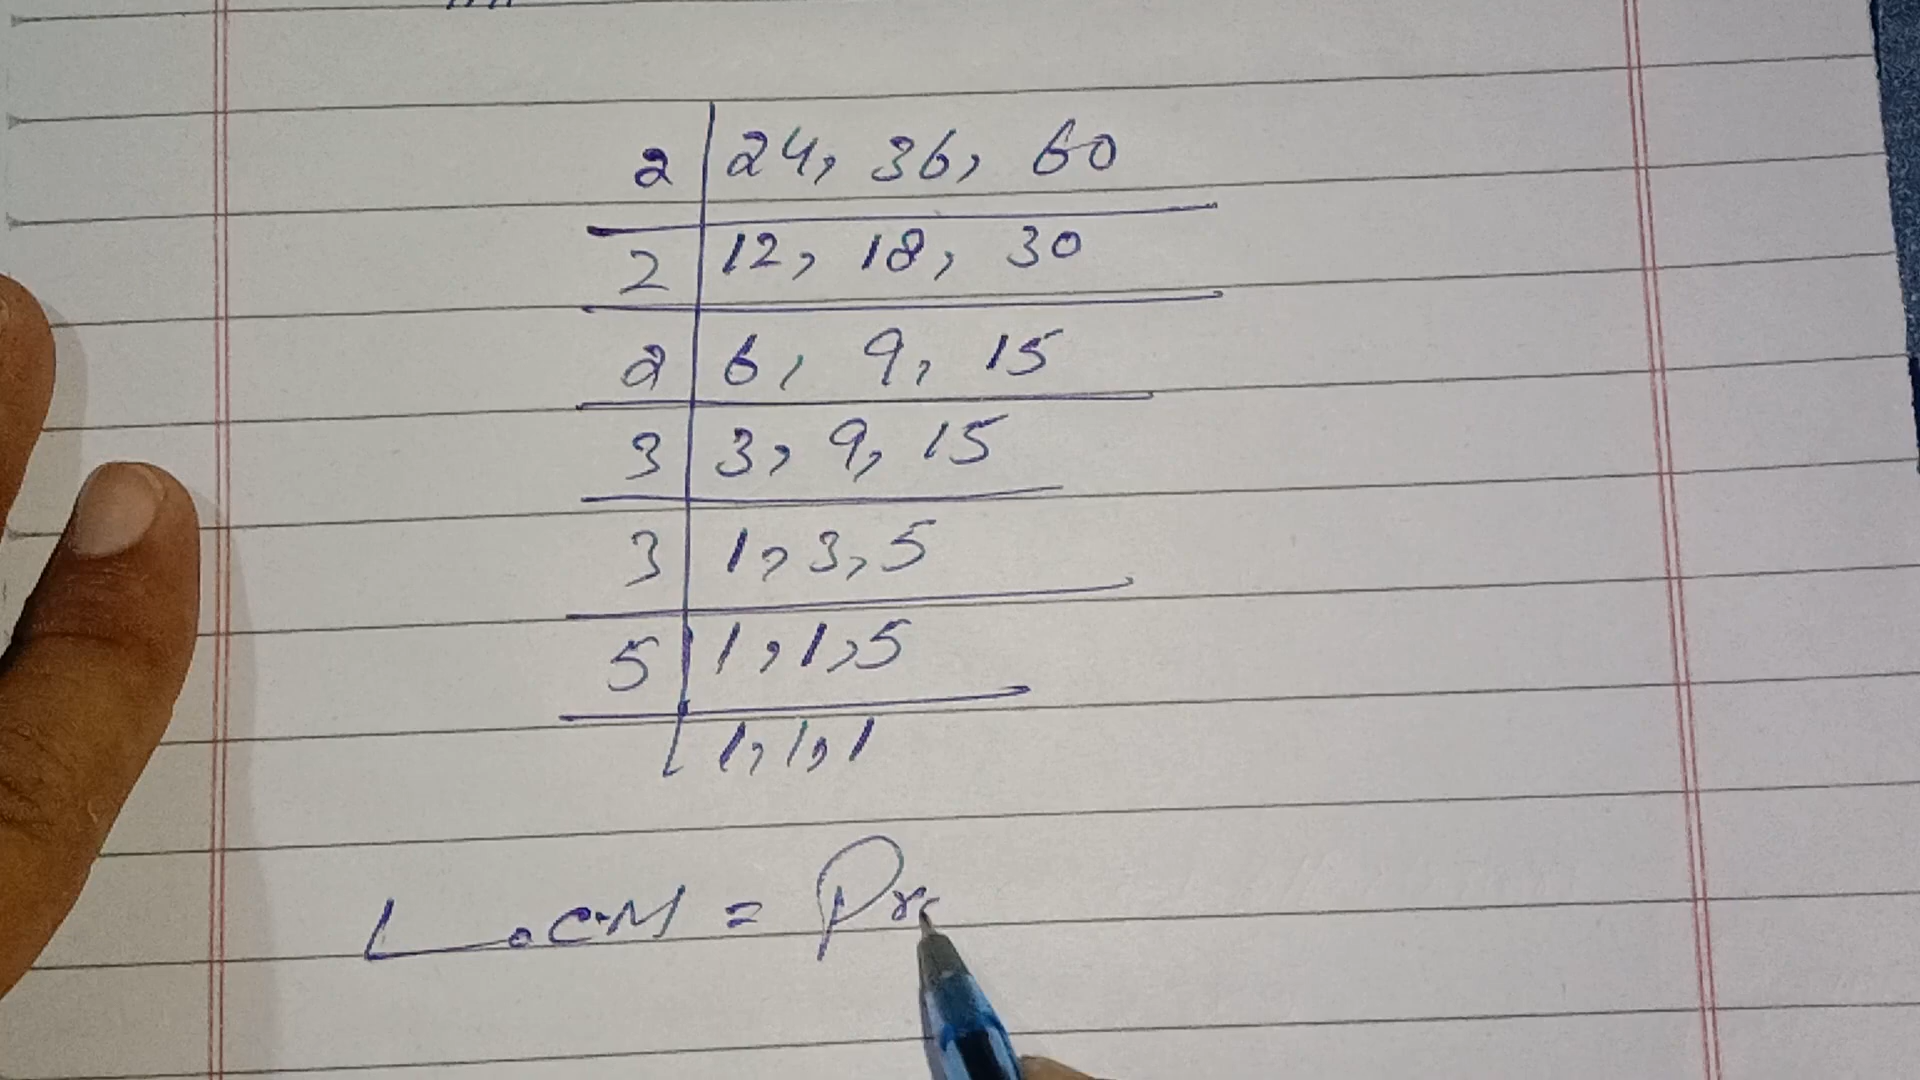 2 | 24, 36, 60
2 | 12, 18, 30
2 | 6, 9, 15
3 | 3, 9, 15
3 | 1, 3, 5
5 | 1, 1, 5
1, 1, 1
L.C.M = Pro